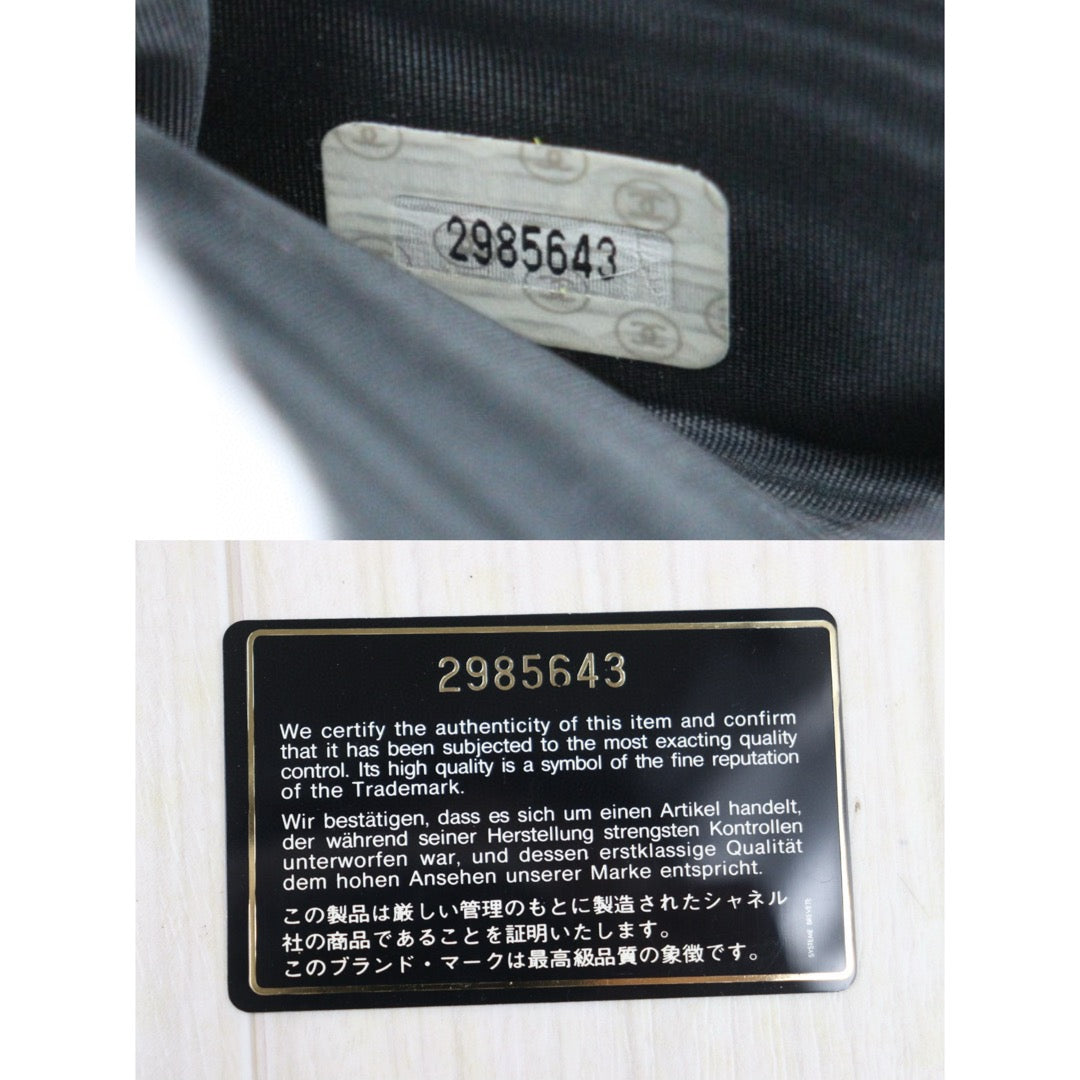 2985643
2985643
We certify the authenticity of this item and confirm
that it has been subjected to the most exacting quality
control. Its high quality is a symbol of the fine reputation
of the Trademark.
Wir bestätigen, dass es sich um einen Artikel handelt,
der während seiner Herstellung strengsten Kontrollen
unterworfen war, und dessen erstklassige Qualität
dem hohen Ansehen unserer Marke entspricht.
この製品は厳しい管理のもとに製造されたシャネル
社の商品であることを証明いたします。
このブランド・マークは最高級品質の象徴です。
SYSTEME BREVETE